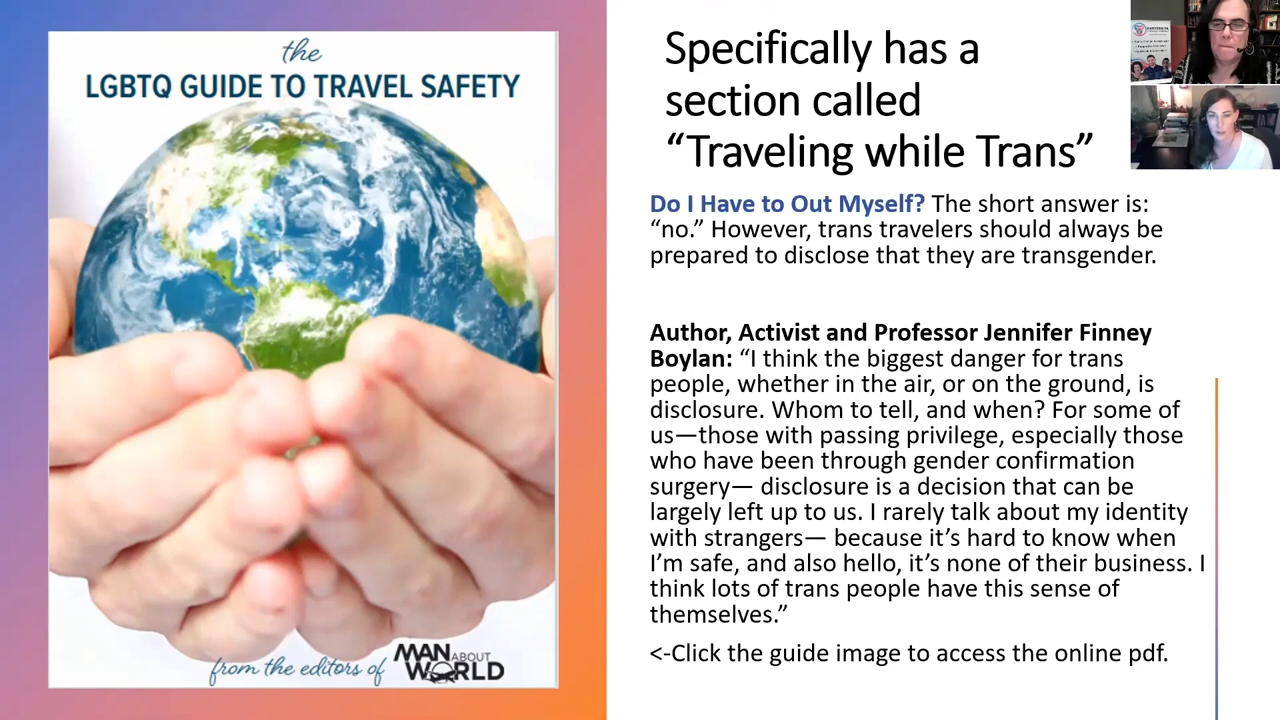 the
LGBTQ GUIDE TO TRAVEL SAFETY
from the editors of
MAN ABOUT
WORLD
Specifically has a
section called
“Traveling while Trans”
Do I Have to Out Myself? The short answer is:
“no.” However, trans travelers should always be
prepared to disclose that they are transgender.
Author, Activist and Professor Jennifer Finney
Boylan: “I think the biggest danger for trans
people, whether in the air, or on the ground, is
disclosure. Whom to tell, and when? For some of
us—those with passing privilege, especially those
who have been through gender confirmation
surgery— disclosure is a decision that can be
largely left up to us. I rarely talk about my identity
with strangers— because it’s hard to know when
I’m safe, and also hello, it’s none of their business. I
think lots of trans people have this sense of
themselves.”
<-Click the guide image to access the online pdf.